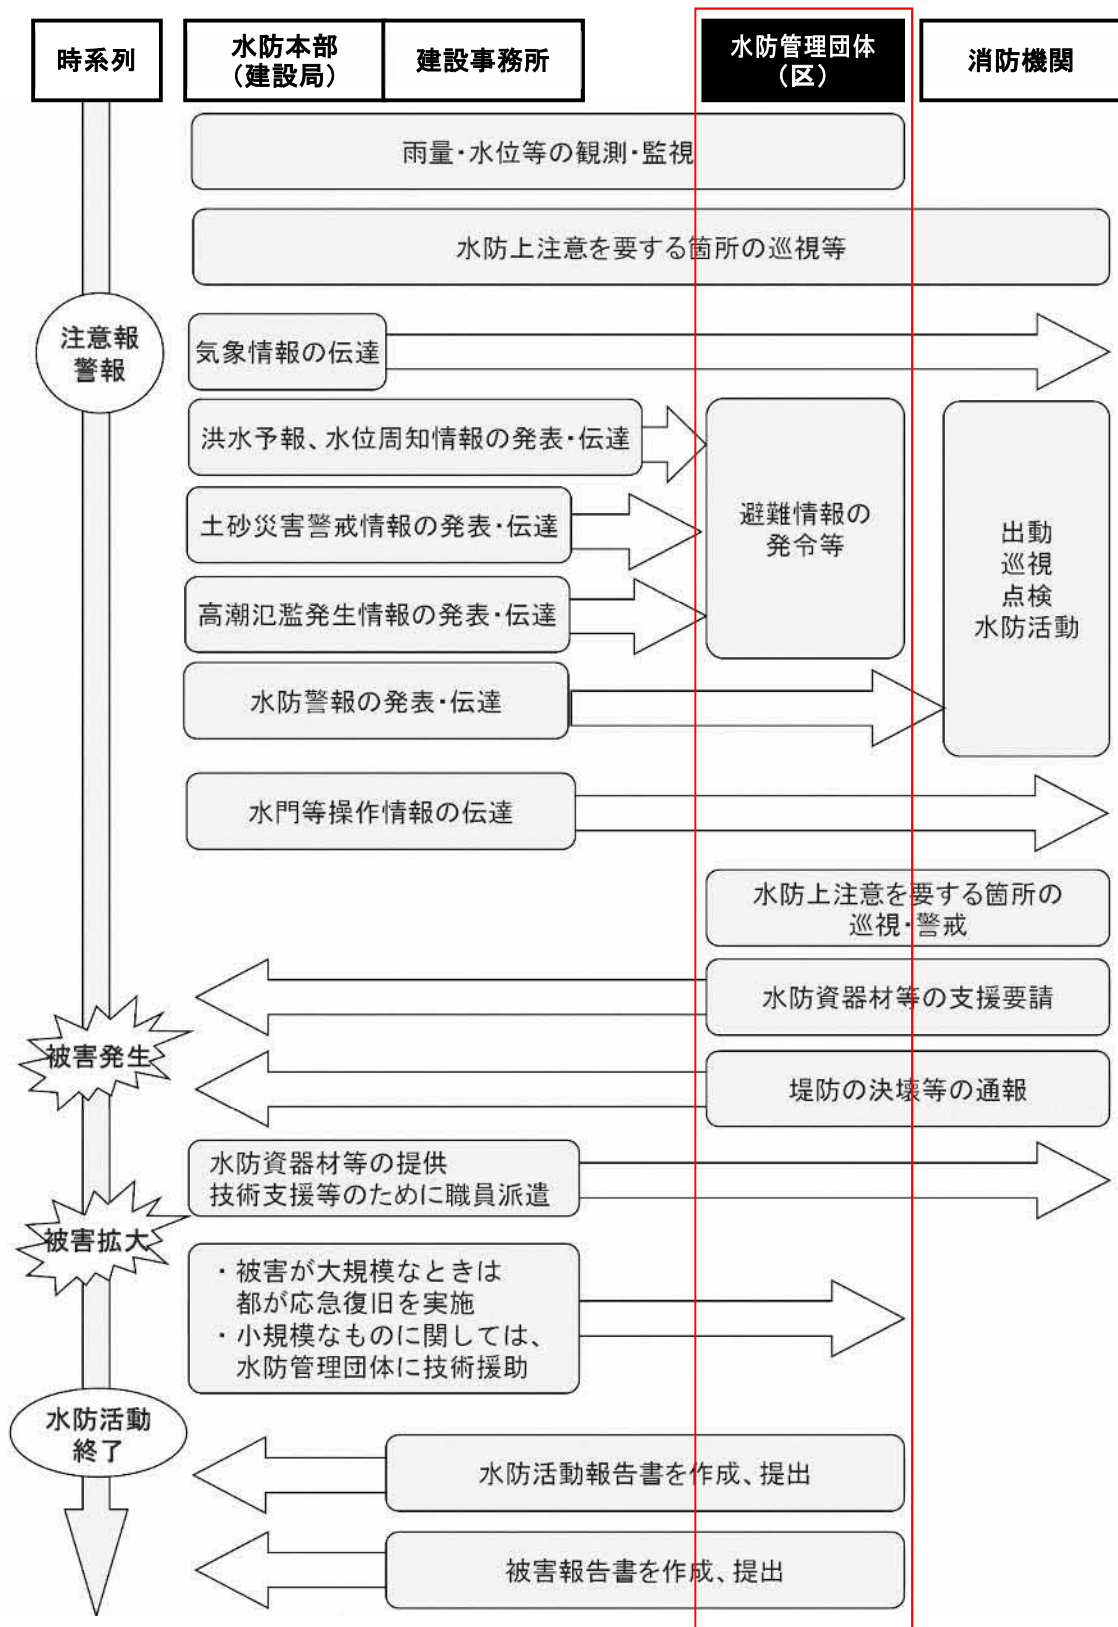 時系列
水防本部
（建設局）
建設事務所
水防管理団体
（区）
消防機関
雨量・水位等の観測・監視
水防上注意を要する箇所の巡視等
注意報
警報
気象情報の伝達
洪水予報、水位周知情報の発表・伝達
土砂災害警戒情報の発表・伝達
高潮氾濫発生情報の発表・伝達
避難情報の
発令等
出動
巡視
点検
水防活動
水防警報の発表・伝達
水門等操作情報の伝達
水防上注意を要する箇所の
巡視・警戒
水防資器材等の支援要請
被害発生
堤防の決壊等の通報
水防資器材等の提供
技術支援等のために職員派遣
被害拡大
・被害が大規模なときは
都が応急復旧を実施
・小規模なものに関しては、
水防管理団体に技術援助
水防活動
終了
水防活動報告書を作成、提出
被害報告書を作成、提出